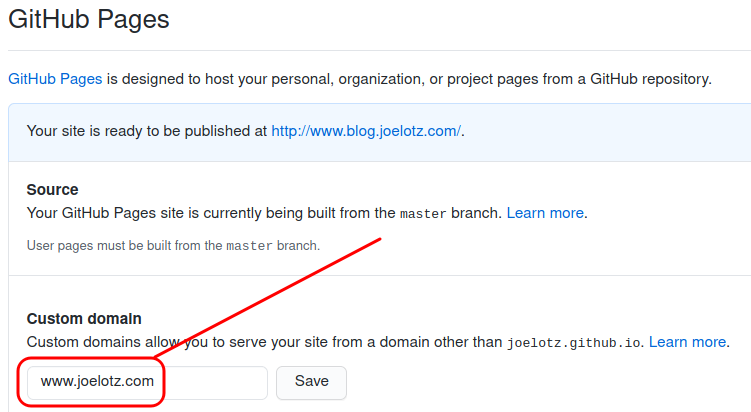 GitHub Pages
GitHub Pages is designed to host your personal, organization, or project pages from a GitHub repository.
Your site is ready to be published at http://www.blog.joelotz.com/.
Source
Your GitHub Pages site is currently being built from the master branch. Learn more.
User pages must be built from the master branch.
Custom domain
Custom domains allow you to serve your site from a domain other than joelotz.github.io. Learn more.
www.joelotz.com Save